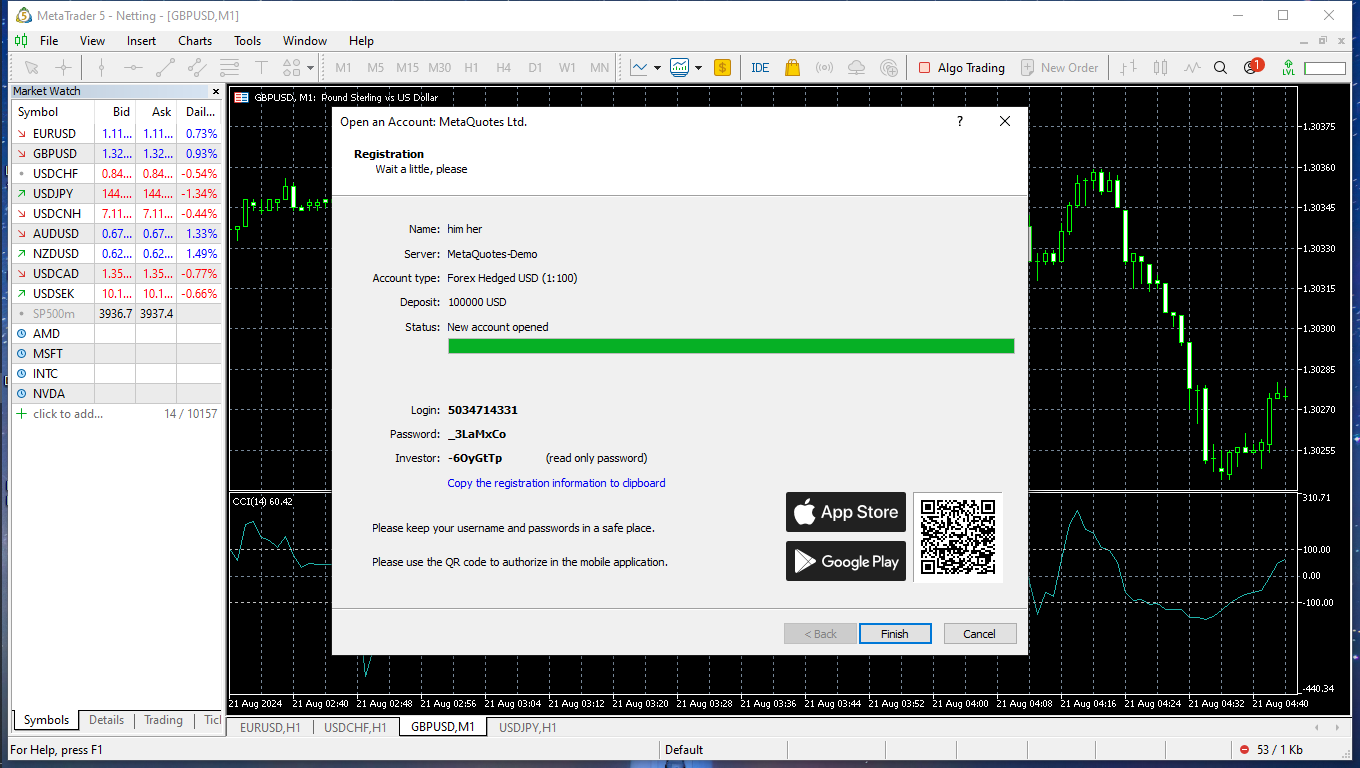 MetaTrader 5 - Netting - [GBPUSD,M1]
File View Insert Charts Tools Window Help
M1 M5 M15 M30 H1 H4 D1 W1 MN IDE Algo Trading New Order 1 LVL
Market Watch
Symbol Bid Ask Dail...
EURUSD 1.11... 1.11... 0.73%
GBPUSD 1.32... 1.32... 0.93%
USDCHF 0.84... 0.84... -0.54%
USDJPY 144.... 144.... -1.34%
USDCNH 7.11... 7.11... -0.44%
AUDUSD 0.67... 0.67... 1.33%
NZDUSD 0.62... 0.62... 1.49%
USDCAD 1.35... 1.35... -0.77%
USDSEK 10.1... 10.1... -0.66%
SP500m 3936.7 3937.4
AMD
MSFT
INTC
NVDA
click to add... 14 / 10157
Symbols Details Trading Tic
GBPUSD, M1: Pound Sterling vs US Dollar
Open an Account: MetaQuotes Ltd.
Registration
Wait a little, please
Name: him her
Server: MetaQuotes-Demo
Account type: Forex Hedged USD (1:100)
Deposit: 100000 USD
Status: New account opened
Login: 5034714331
Password: _3LaMxCo
Investor: -6OyGtTp (read only password)
Copy the registration information to clipboard
App Store
Google Play
Please keep your username and passwords in a safe place.
Please use the QR code to authorize in the mobile application.
< Back Finish Cancel
1.30375
1.30360
1.30345
1.30330
1.30315
1.30300
1.30285
1.30270
1.30255
CCI(14) 60.42
310.71
100.00
0.00
-100.00
-440.34
21 Aug 2024 21 Aug 02:40 21 Aug 02:48 21 Aug 02:56 21 Aug 03:04 21 Aug 03:12 21 Aug 03:20 21 Aug 03:28 21 Aug 03:36 21 Aug 03:44 21 Aug 03:52 21 Aug 04:00 21 Aug 04:08 21 Aug 04:16 21 Aug 04:24 21 Aug 04:32 21 Aug 04:40
EURUSD,H1 USDCHF,H1 GBPUSD,M1 USDJPY,H1
For Help, press F1 Default 53 / 1 Kb